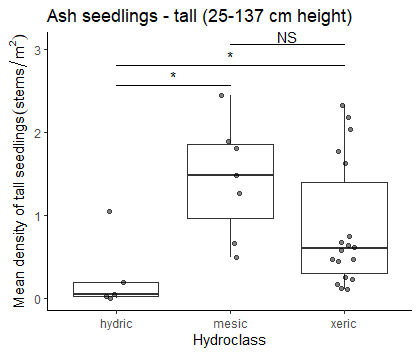 Ash seedlings - tall (25-137 cm height)
NS
*
*
3
2
1
0
Mean density of tall seedlings(stems/m²)
hydric mesic xeric
Hydroclass